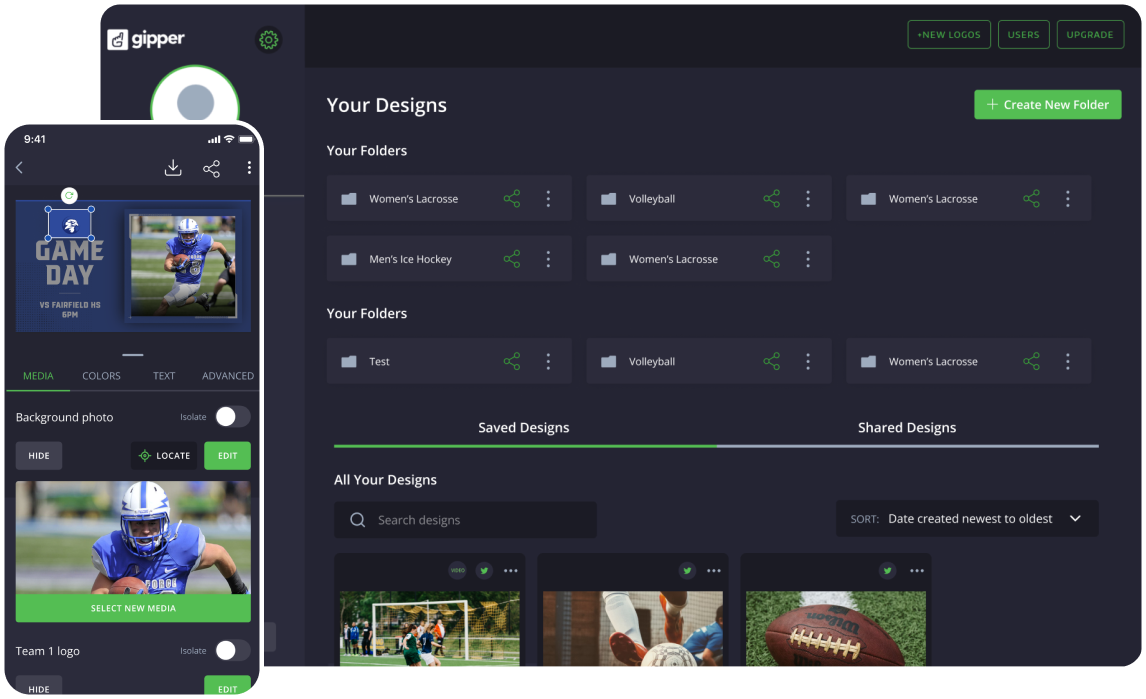 gipper
+NEW LOGOS
USERS
UPGRADE
Your Designs
+ Create New Folder
Your Folders
Women's Lacrosse
Volleyball
Women's Lacrosse
Men's Ice Hockey
Women's Lacrosse
Your Folders
Test
Volleyball
Women's Lacrosse
Saved Designs
Shared Designs
All Your Designs
Search designs
SORT: Date created newest to oldest
VIDEO
Wilson
9:41
GAME
DAY
VS FAIRFIELD HS
6PM
MEDIA
COLORS
TEXT
ADVANCED
Background photo
Isolate
HIDE
LOCATE
EDIT
SELECT NEW MEDIA
Team 1 logo
Isolate
HIDE
EDIT